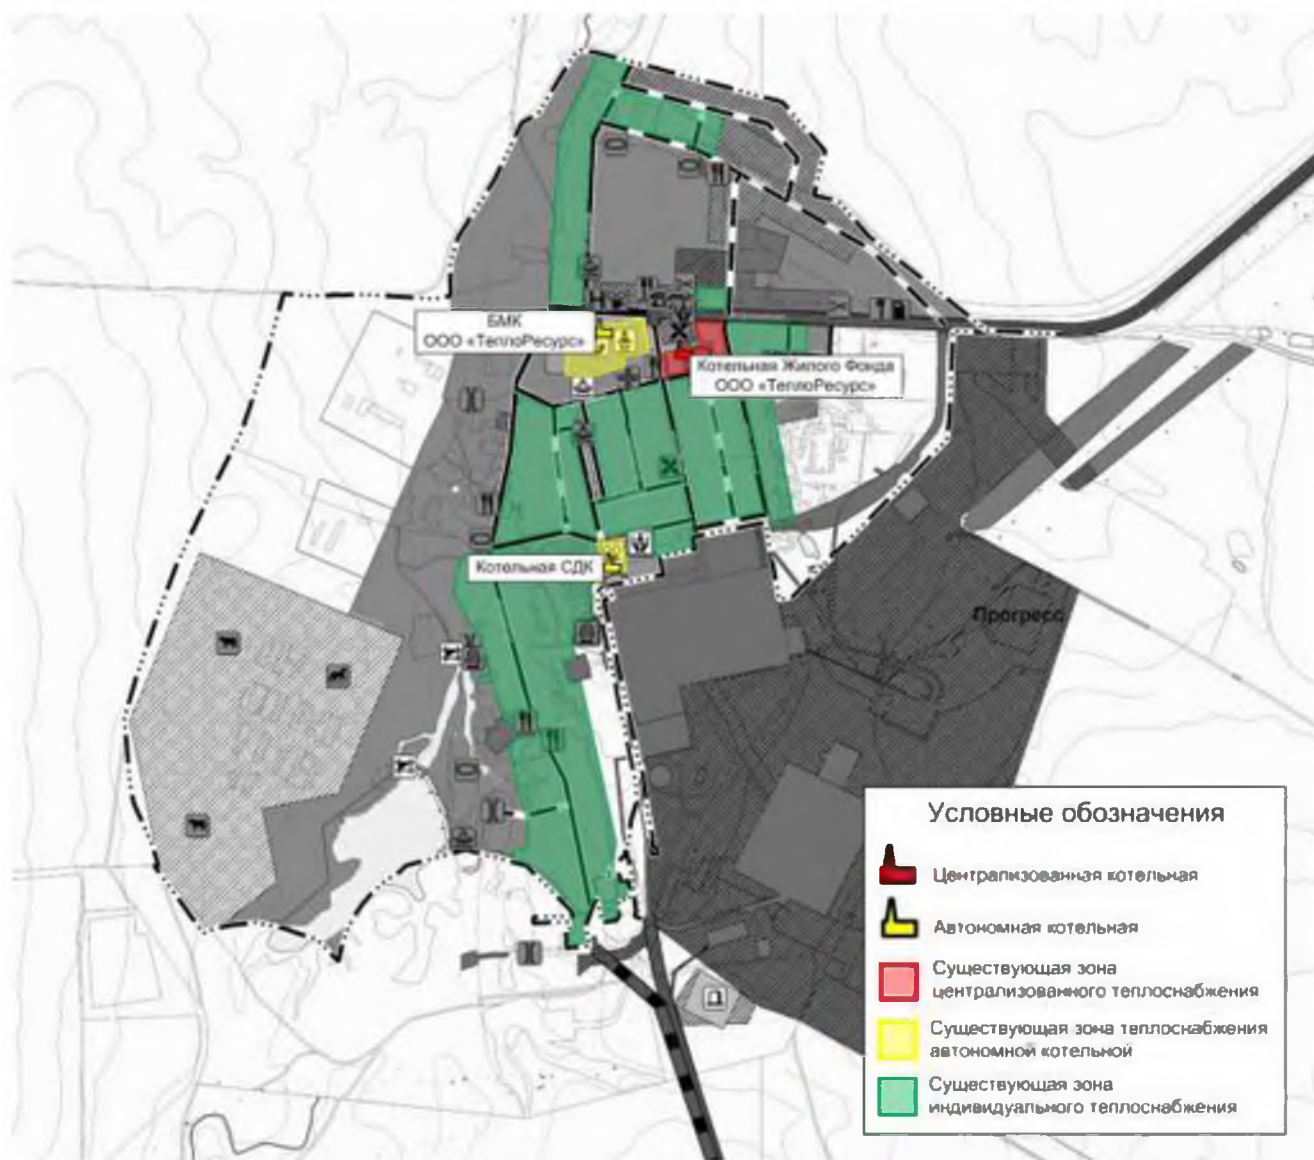 БМК
ООО «ТеплоРесурс»
Котельная Жилого Фонда
ООО «ТеплоРесурс»
Котельная СДК
Прогресс
Условные обозначения
Централизованная котельная
Автономная котельная
Существующая зона
централизованного теплоснабжения
Существующая зона теплоснабжения
автономной котельной
Существующая зона
индивидуального теплоснабжения